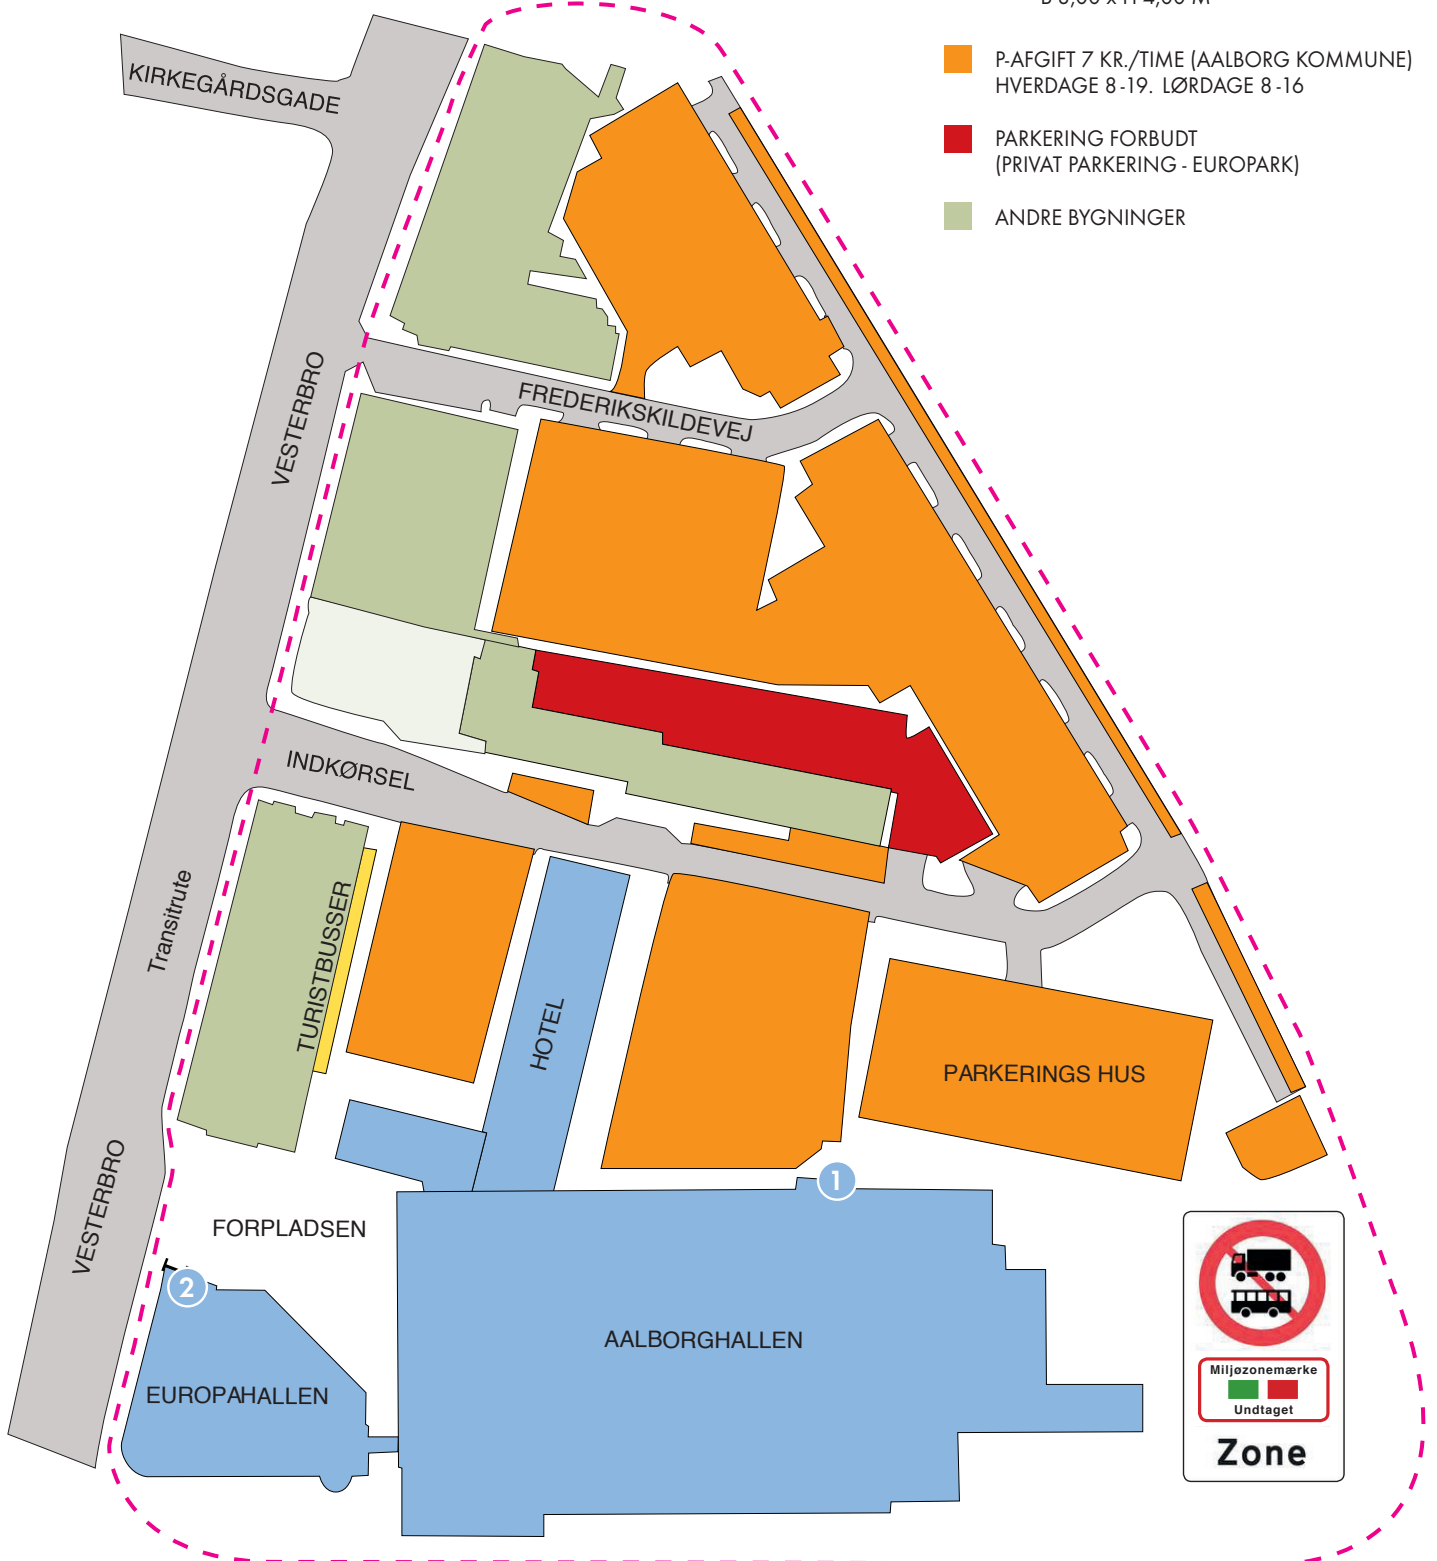 P-AFGIFT 7 KR./TIME (AALBORG KOMMUNE)
HVERDAGE 8-19. LØRDAGE 8-16
PARKERING FORBUDT
(PRIVAT PARKERING - EUROPARK)
ANDRE BYGNINGER
KIRKEGÅRDSGADE
VESTERBRO
FREDERIKSKILDEVEJ
INDKØRSEL
Transitrute
TURISTBUSSER
HOTEL
PARKERINGS HUS
VESTERBRO
FORPLADSEN
1
2
AALBORGHALLEN
EUROPAHALLEN
Miljøzonemærke
Undtaget
Zone